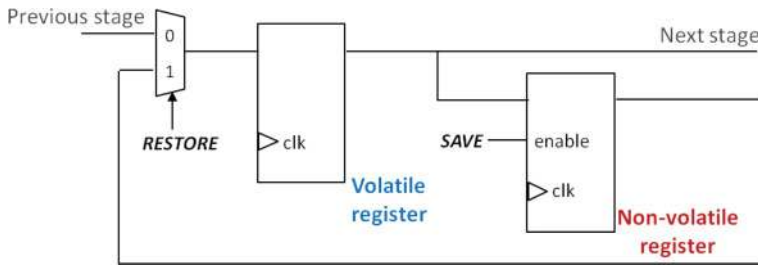 Previous stage
0
Next stage
1
RESTORE
clk
SAVE
enable
Volatile
register
clk
Non-volatile
register